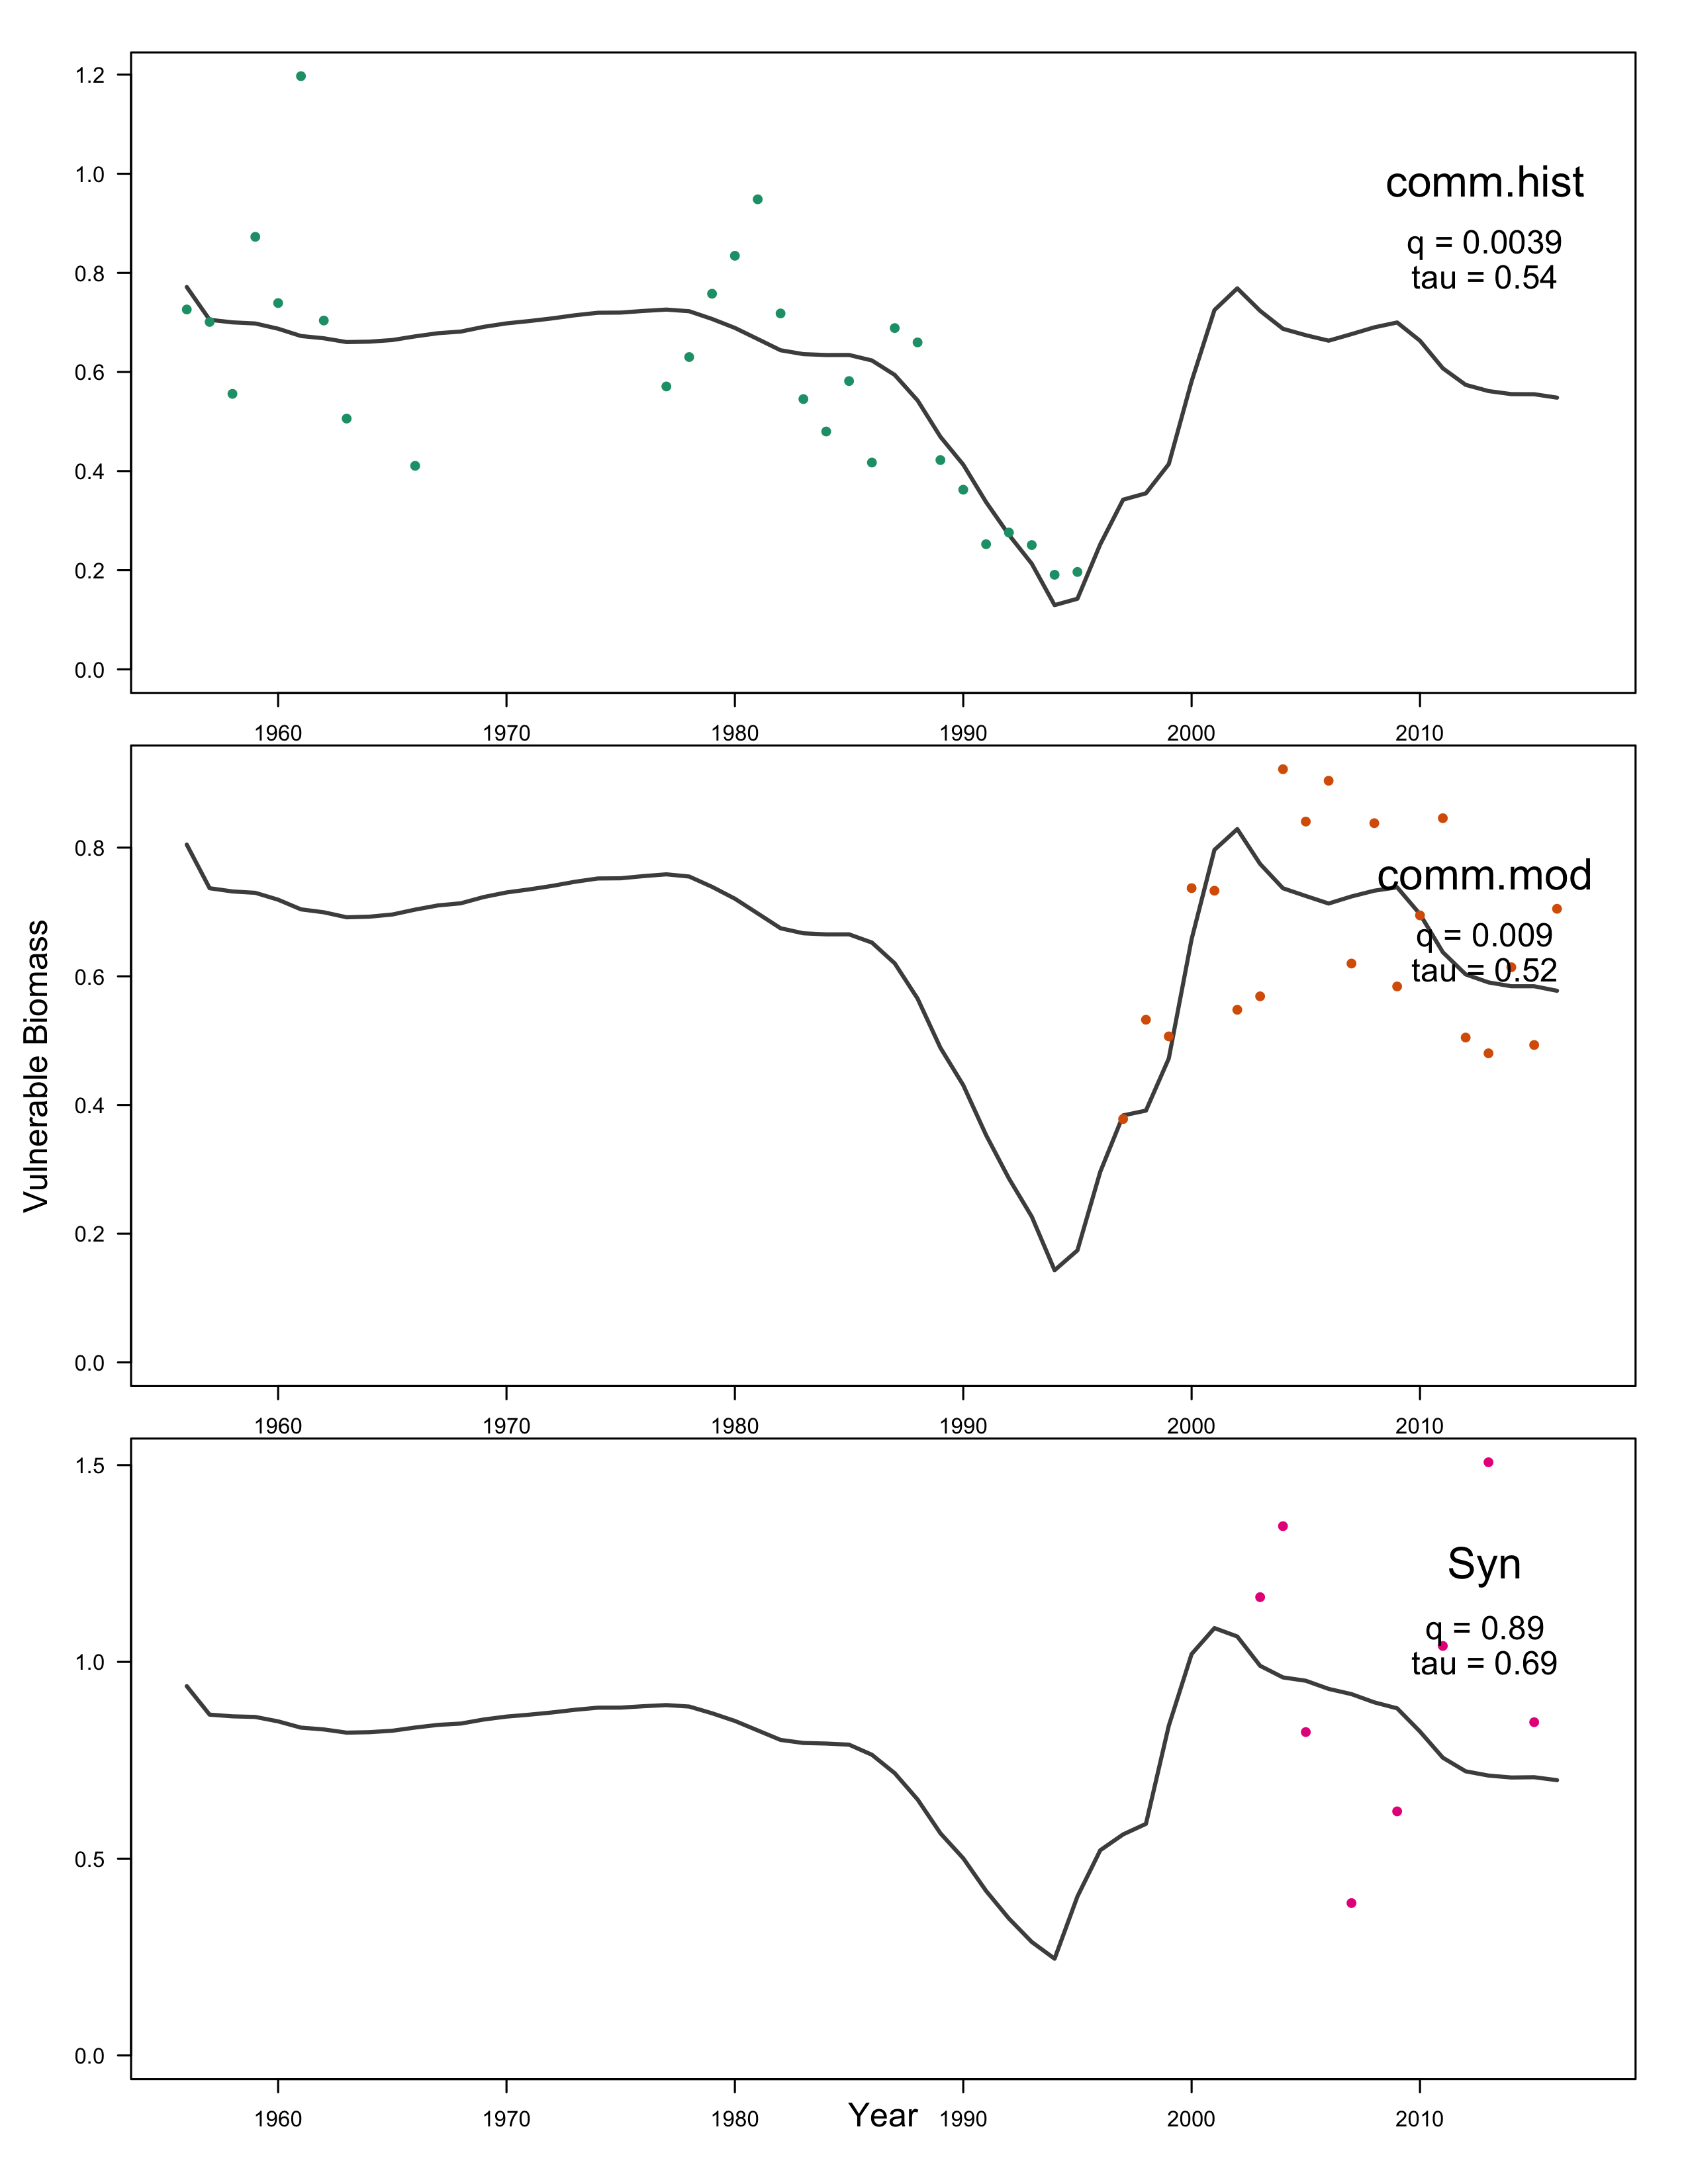 1.2
1.0
0.8
0.6
0.4
0.2
0.0
comm.hist
q = 0.0039
tau = 0.54
1960 1970 1980 1990 2000 2010
Vulnerable Biomass
0.8
0.6
0.4
0.2
0.0
comm.mod
q = 0.009
tau = 0.52
1960 1970 1980 1990 2000 2010
1.5
1.0
0.5
0.0
Syn
q = 0.89
tau = 0.69
1960 1970 1980 1990 2000 2010
Year